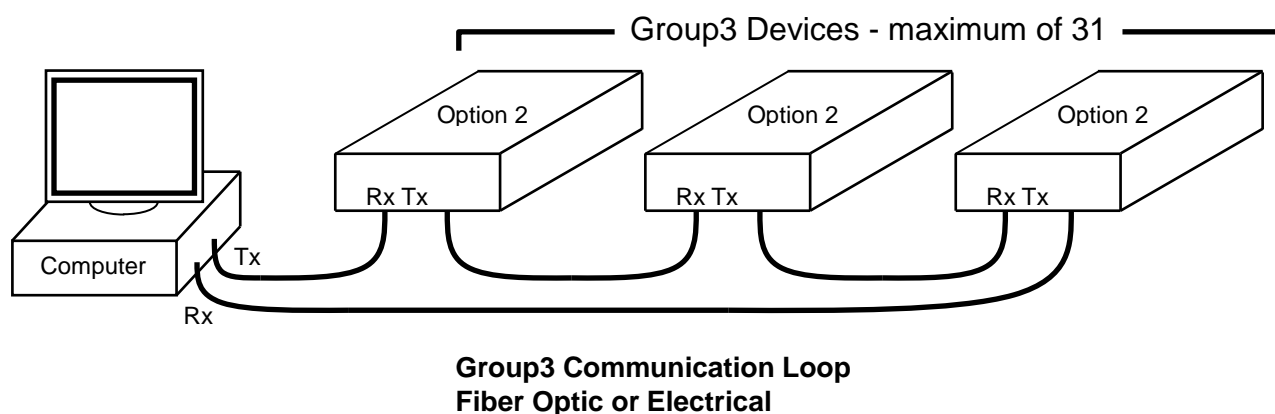 Group3 Devices - maximum of 31
Option 2
Option 2
Option 2
Rx Tx
Rx Tx
Rx Tx
Computer
Tx
Rx
Group3 Communication Loop
Fiber Optic or Electrical